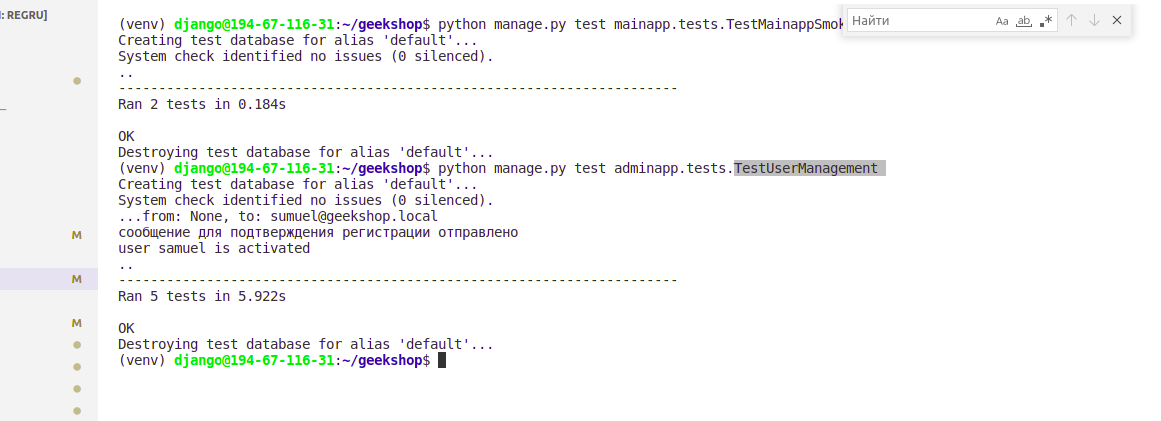 : REGRU]
Найти
Aa
ab
.*
(venv) django@194-67-116-31:~/geekshop$ python manage.py test mainapp.tests.TestMainappSmok
Creating test database for alias 'default'...
System check identified no issues (0 silenced).
..
----------------------------------------------------------------------
Ran 2 tests in 0.184s
OK
Destroying test database for alias 'default'...
(venv) django@194-67-116-31:~/geekshop$ python manage.py test adminapp.tests.TestUserManagement
Creating test database for alias 'default'...
System check identified no issues (0 silenced).
...from: None, to: sumuel@geekshop.local
сообщение для подтверждения регистрации отправлено
user samuel is activated
..
----------------------------------------------------------------------
Ran 5 tests in 5.922s
OK
Destroying test database for alias 'default'...
(venv) django@194-67-116-31:~/geekshop$
M
M
M